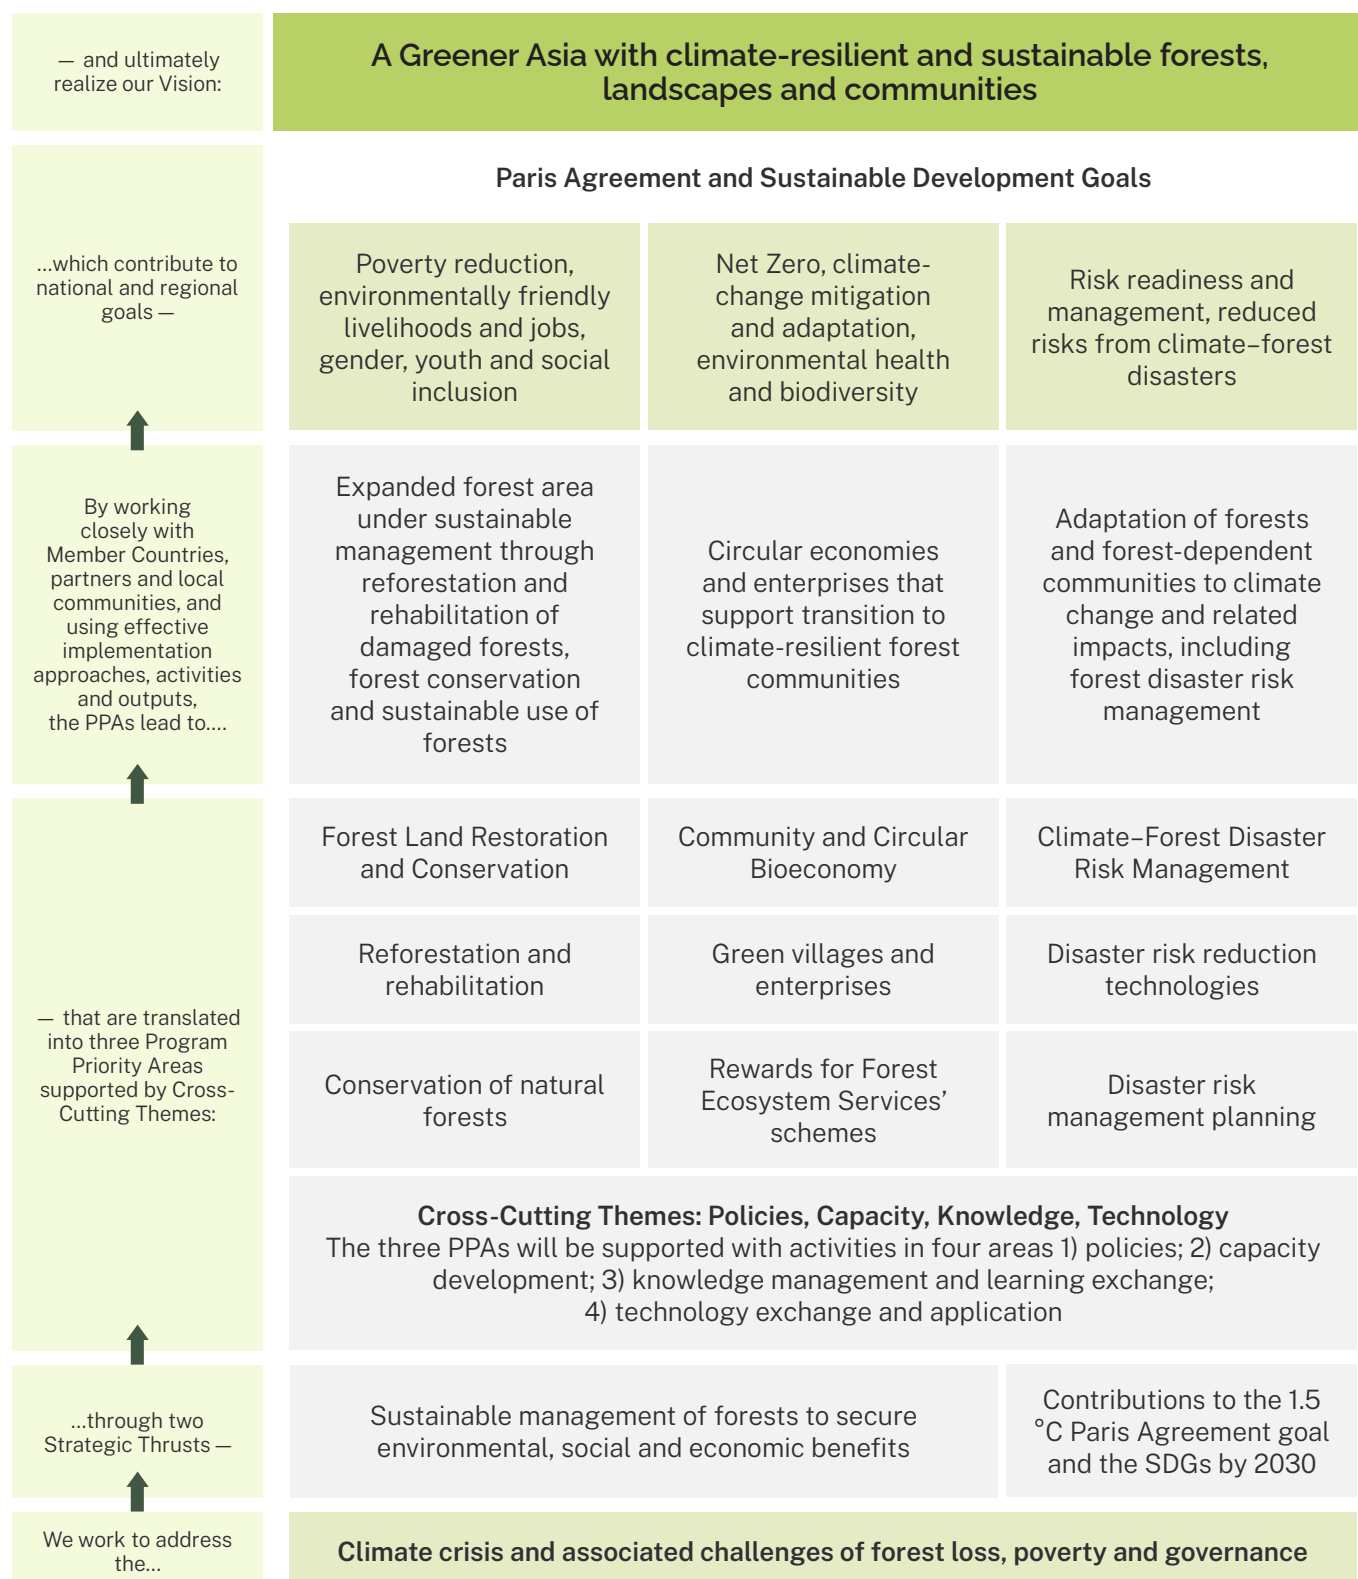 — and ultimately
realize our Vision:
A Greener Asia with climate-resilient and sustainable forests,
landscapes and communities
...which contribute to
national and regional
goals —
Paris Agreement and Sustainable Development Goals
Poverty reduction,
environmentally friendly
livelihoods and jobs,
gender, youth and social
inclusion
Net Zero, climate-
change mitigation
and adaptation,
environmental health
and biodiversity
Risk readiness and
management, reduced
risks from climate–forest
disasters
By working
closely with
Member Countries,
partners and local
communities, and
using effective
implementation
approaches, activities
and outputs,
the PPAs lead to....
Expanded forest area
under sustainable
management through
reforestation and
rehabilitation of
damaged forests,
forest conservation
and sustainable use of
forests
Circular economies
and enterprises that
support transition to
climate-resilient forest
communities
Adaptation of forests
and forest-dependent
communities to climate
change and related
impacts, including
forest disaster risk
management
— that are translated
into three Program
Priority Areas
supported by Cross-
Cutting Themes:
Forest Land Restoration
and Conservation
Community and Circular
Bioeconomy
Climate–Forest Disaster
Risk Management
Reforestation and
rehabilitation
Green villages and
enterprises
Disaster risk reduction
technologies
Conservation of natural
forests
Rewards for Forest
Ecosystem Services’
schemes
Disaster risk
management planning
Cross-Cutting Themes: Policies, Capacity, Knowledge, Technology
The three PPAs will be supported with activities in four areas 1) policies; 2) capacity
development; 3) knowledge management and learning exchange;
4) technology exchange and application
...through two
Strategic Thrusts —
Sustainable management of forests to secure
environmental, social and economic benefits
Contributions to the 1.5
°C Paris Agreement goal
and the SDGs by 2030
We work to address
the...
Climate crisis and associated challenges of forest loss, poverty and governance